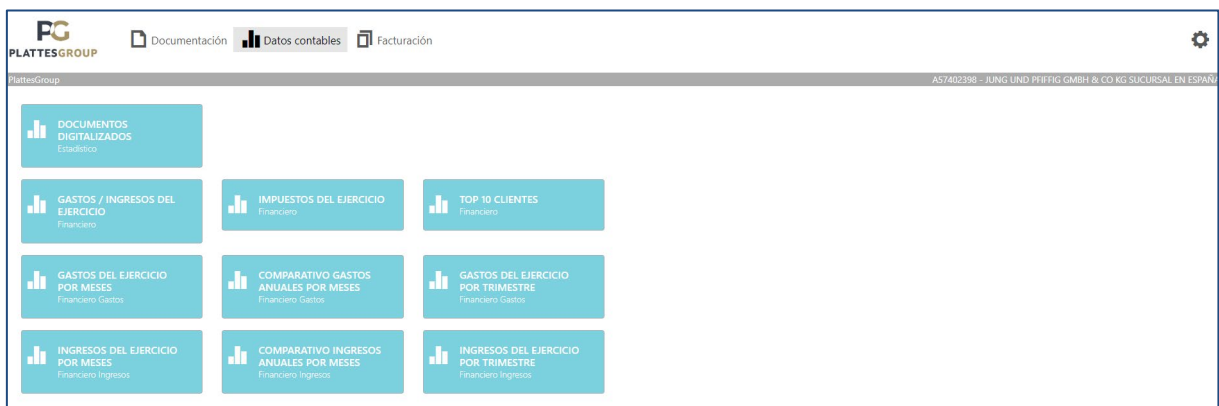 PG
PLATTESGROUP
Documentación Datos contables Facturación
PlattesGroup A57402398 - JUNG UND PFIFFIG GMBH & CO KG SUCURSAL EN ESPAÑA
DOCUMENTOS
DIGITALIZADOS
Estadístico
GASTOS / INGRESOS DEL
EJERCICIO
Financiero
IMPUESTOS DEL EJERCICIO
Financiero
TOP 10 CLIENTES
Financiero
GASTOS DEL EJERCICIO
POR MESES
Financiero Gastos
COMPARATIVO GASTOS
ANUALES POR MESES
Financiero Gastos
GASTOS DEL EJERCICIO
POR TRIMESTRE
Financiero Gastos
INGRESOS DEL EJERCICIO
POR MESES
Financiero Ingresos
COMPARATIVO INGRESOS
ANUALES POR MESES
Financiero Ingresos
INGRESOS DEL EJERCICIO
POR TRIMESTRE
Financiero Ingresos